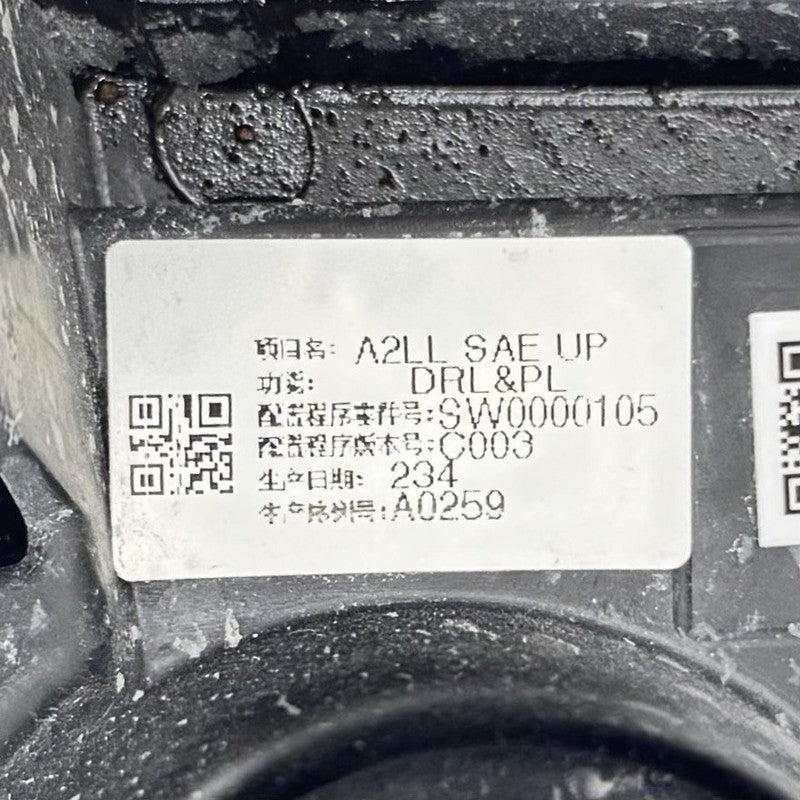 项目名: A2LL SAE UP
功能: DRL&PL
配置程序零件号:SW0000105
配置程序版本号:C003
生产日期: 234
生产序列号:A0259